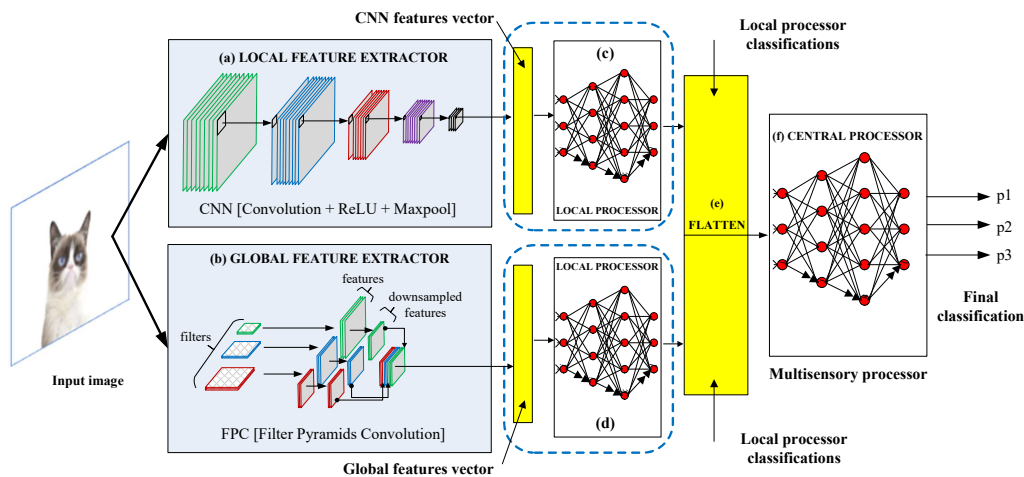 CNN features vector
Local processor
classifications
(a) LOCAL FEATURE EXTRACTOR
CNN [Convolution + ReLU + Maxpool]
(c)
LOCAL PROCESSOR
(b) GLOBAL FEATURE EXTRACTOR
features
downsampled
features
filters
FPC [Filter Pyramids Convolution]
Input image
LOCAL PROCESSOR
(d)
Global features vector
(e)
FLATTEN
Local processor
classifications
(f) CENTRAL PROCESSOR
p1
p2
p3
Final
classification
Multisensory processor